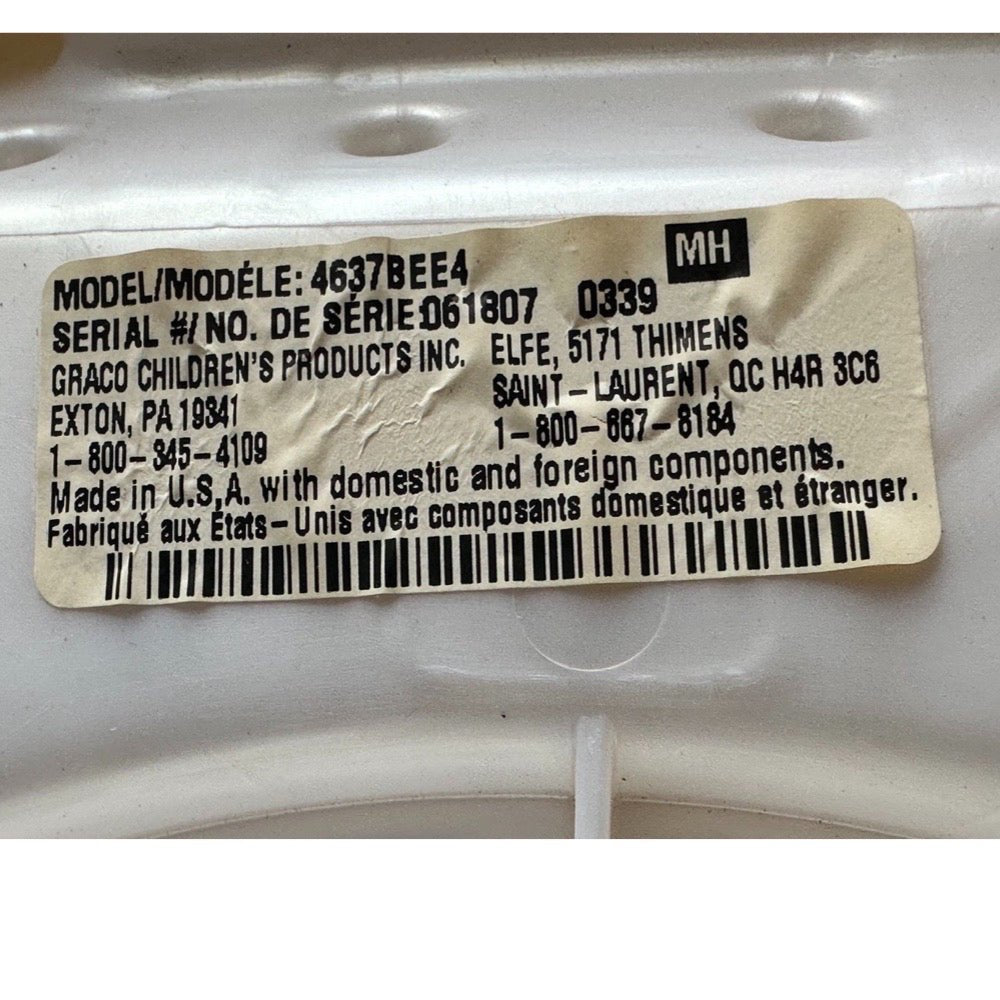 MH
MODEL/MODÉLE: 4637BEE4
SERIAL #/ NO. DE SÉRIE:061807 0339
GRACO CHILDREN'S PRODUCTS INC. ELFE, 5171 THIMENS
EXTON, PA 19341 SAINT-LAURENT, QC H4R 3C6
1-800-345-4109 1-800-667-8184
Made in U.S.A. with domestic and foreign components.
Fabriqué aux États-Unis avec composants domestique et étranger.